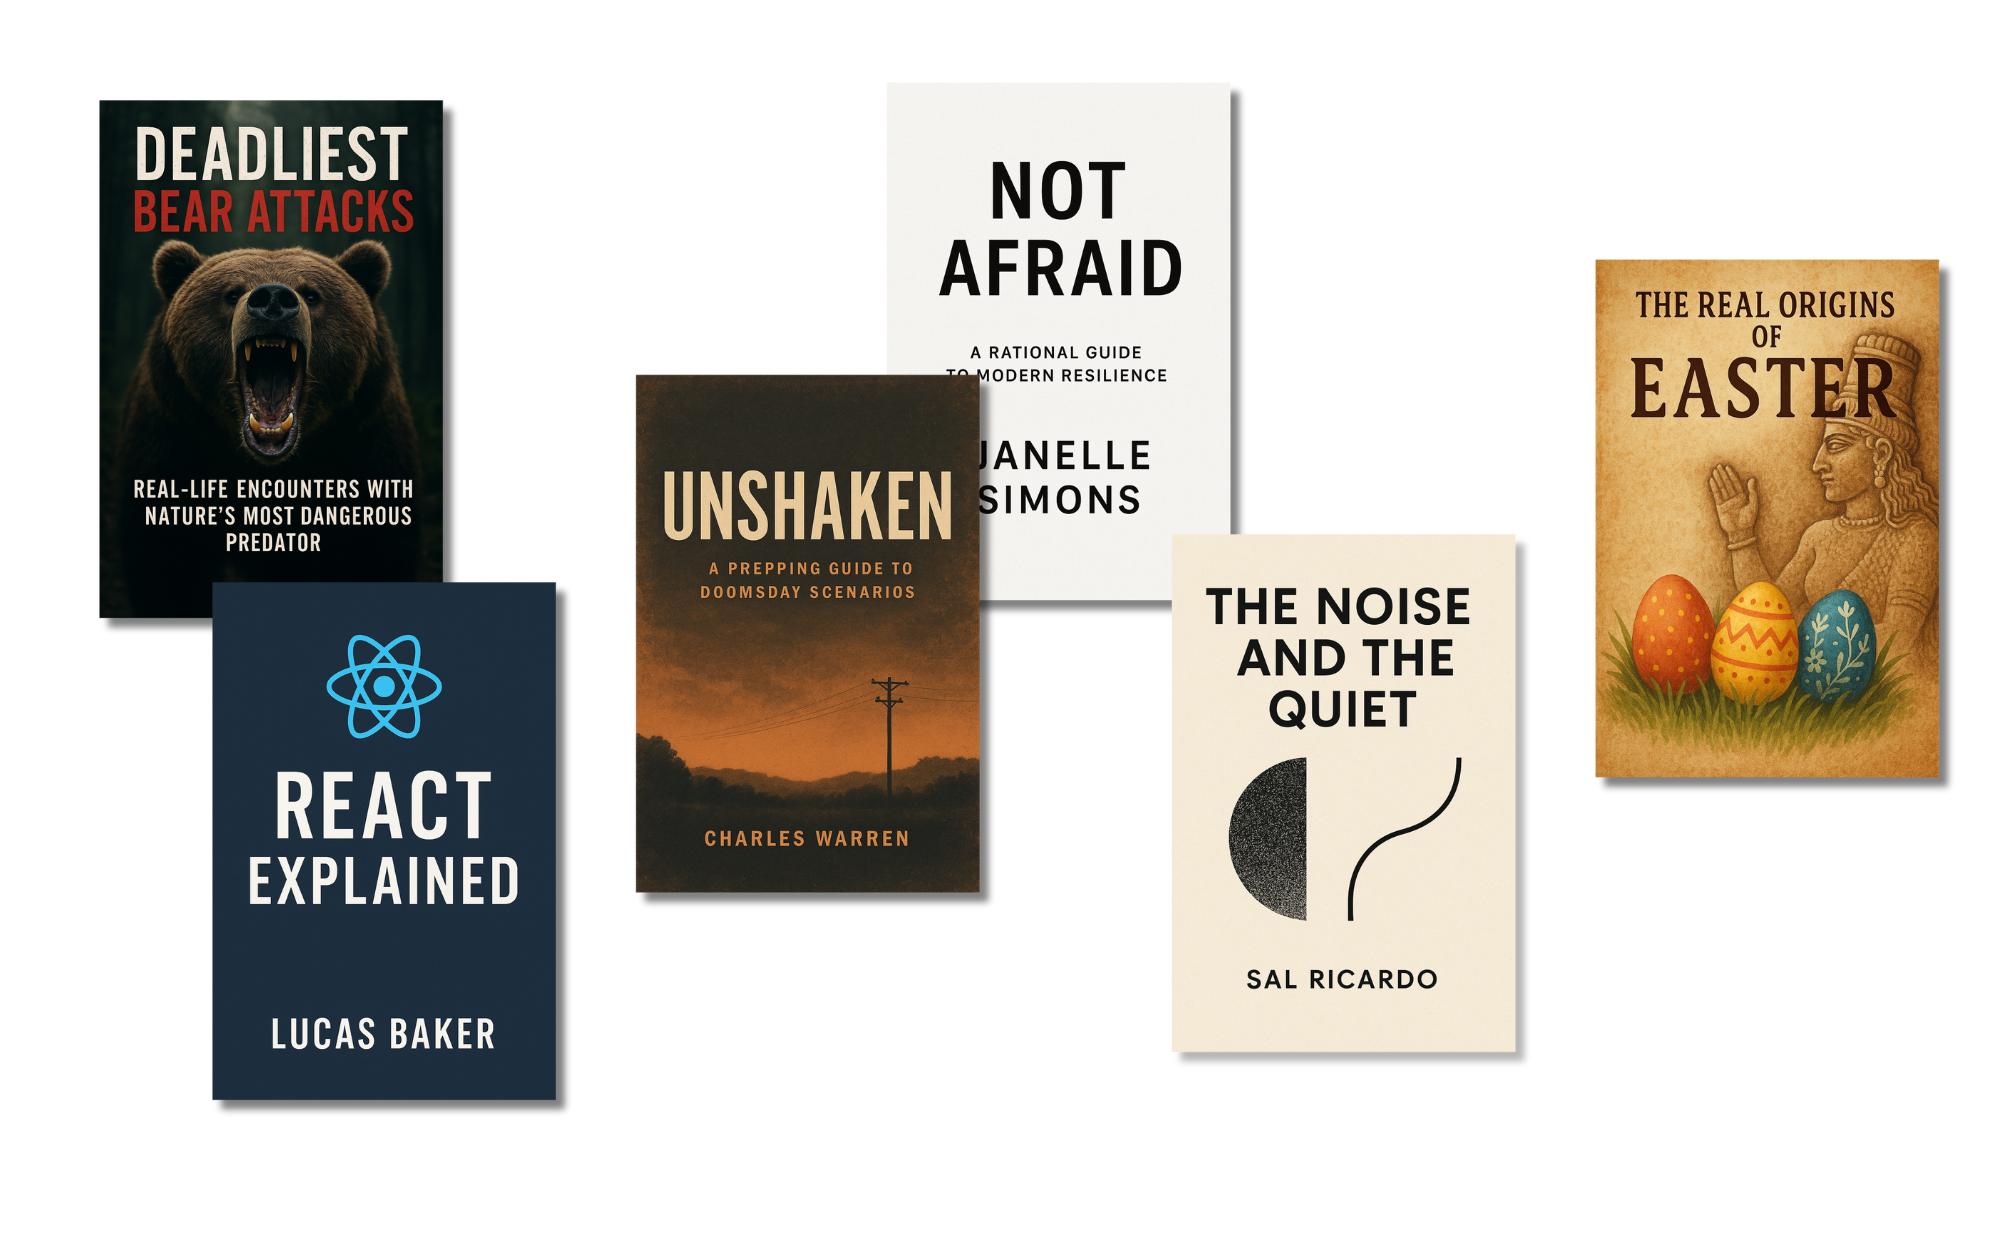 DEADLIEST
BEAR ATTACKS
REAL-LIFE ENCOUNTERS WITH
NATURE'S MOST DANGEROUS
PREDATOR
REACT
EXPLAINED
LUCAS BAKER
UNSHAKEN
A PREPPING GUIDE TO
DOOMSDAY SCENARIOS
CHARLES WARREN
NOT
AFRAID
A RATIONAL GUIDE
TO MODERN RESILIENCE
JANELLE
SIMONS
THE NOISE
AND THE
QUIET
SAL RICARDO
THE REAL ORIGINS
OF
EASTER